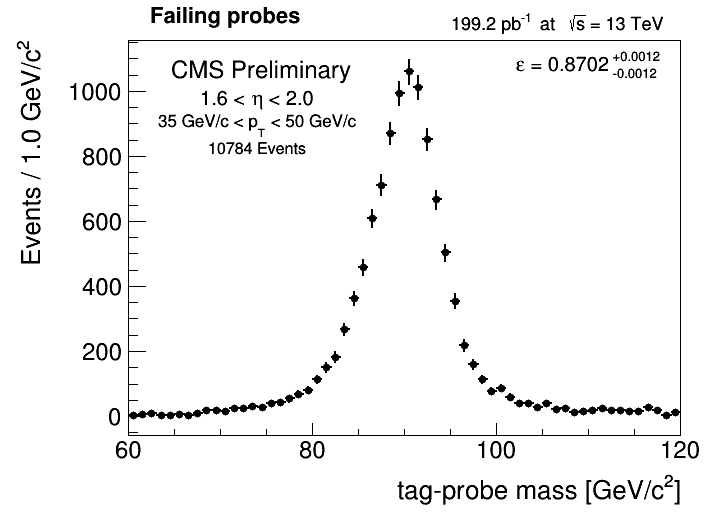 Failing probes
199.2 pb⁻¹ at √s = 13 TeV
CMS Preliminary
1.6 < η < 2.0
35 GeV/c < p_T < 50 GeV/c
10784 Events
ε = 0.8702 +0.0012 -0.0012
Events / 1.0 GeV/c²
1000
800
600
400
200
0
60 80 100 120
tag-probe mass [GeV/c²]